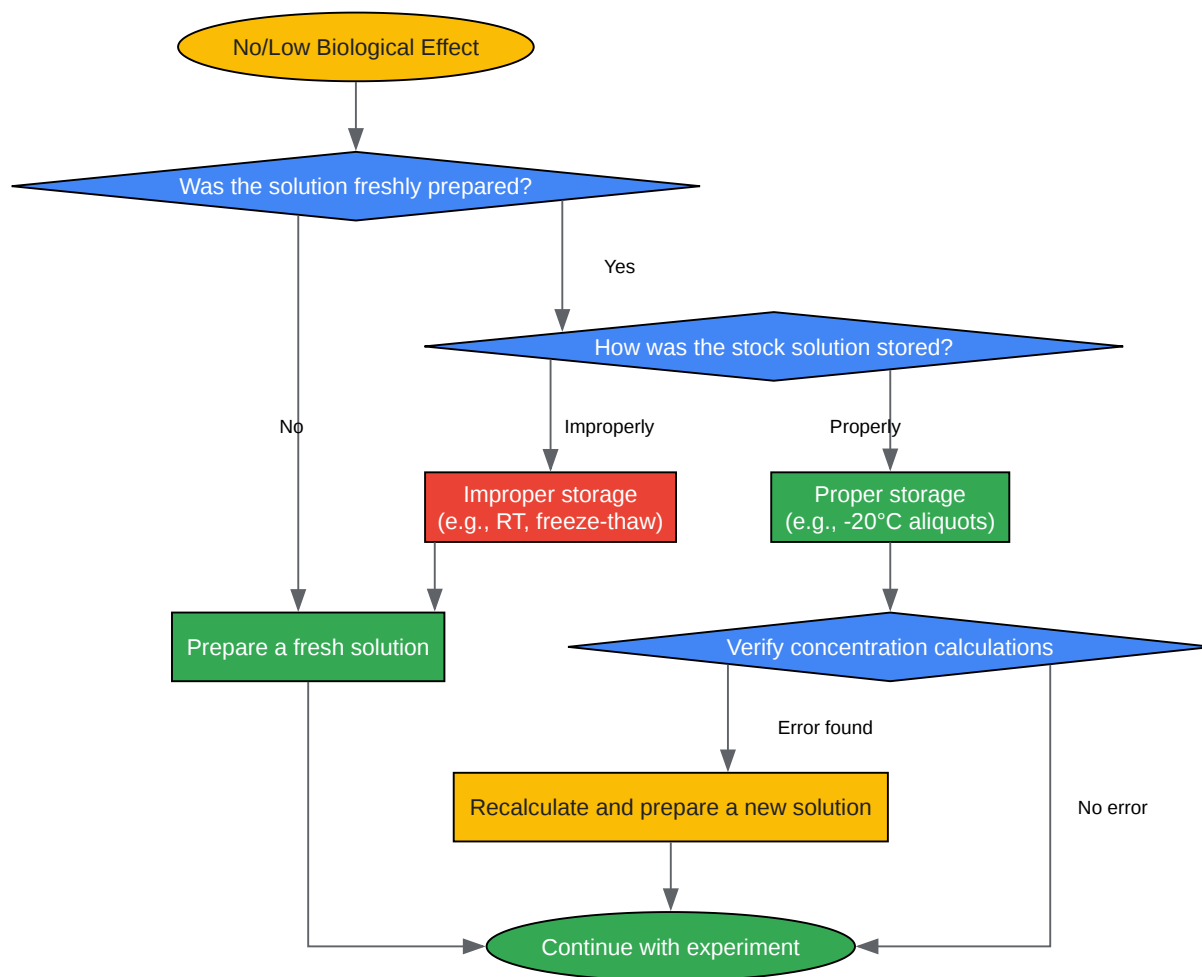 No/Low Biological Effect
Was the solution freshly prepared?
Yes
How was the stock solution stored?
No
Improperly
Properly
Improper storage
(e.g., RT, freeze-thaw)
Proper storage
(e.g., -20°C aliquots)
Prepare a fresh solution
Verify concentration calculations
Error found
Recalculate and prepare a new solution
No error
Continue with experiment